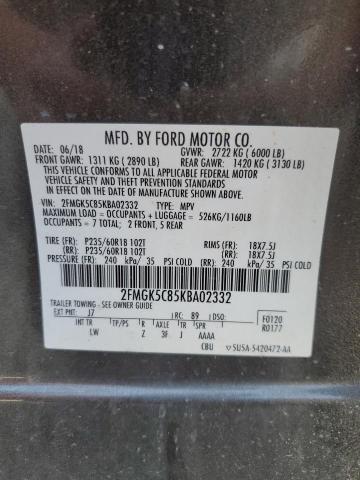 MFD. BY FORD MOTOR CO.
DATE: 06/18 GVWR: 2722 KG ( 6000 LB)
FRONT GAWR: 1311 KG ( 2890 LB) REAR GAWR: 1420 KG ( 3130 LB)
THIS VEHICLE CONFORMS TO ALL APPLICABLE FEDERAL MOTOR
VEHICLE SAFETY AND THEFT PREVENTION STANDARDS IN EFFECT
ON THE DATE OF MANUFACTURE SHOWN ABOVE.
VIN: 2FMGK5C85KBA02332 TYPE: MPV
MAXIMUM LOAD = OCCUPANTS + LUGGAGE = 526KG/1160LB
OCCUPANTS = 7 TOTAL; 2 FRONT, 5 REAR
TIRE (FR): P235/60R18 102T RIMS (FR): 18X7.5J
(RR): P235/60R18 102T (RR): 18X7.5J
PRESSURE (FR): 240 kPa/ 35 PSI COLD (RR): 240 kPa/ 35 PSI COLD
2FMGK5C85KBA02332
TRAILER TOWING - SEE OWNER GUIDE F0120
EXT PNT: J7 RC: 89 R0177
INT TR TP/PS R AXLE TR SPR
LW Z 3F J AAAA
CBU SU5A-5420472-AA